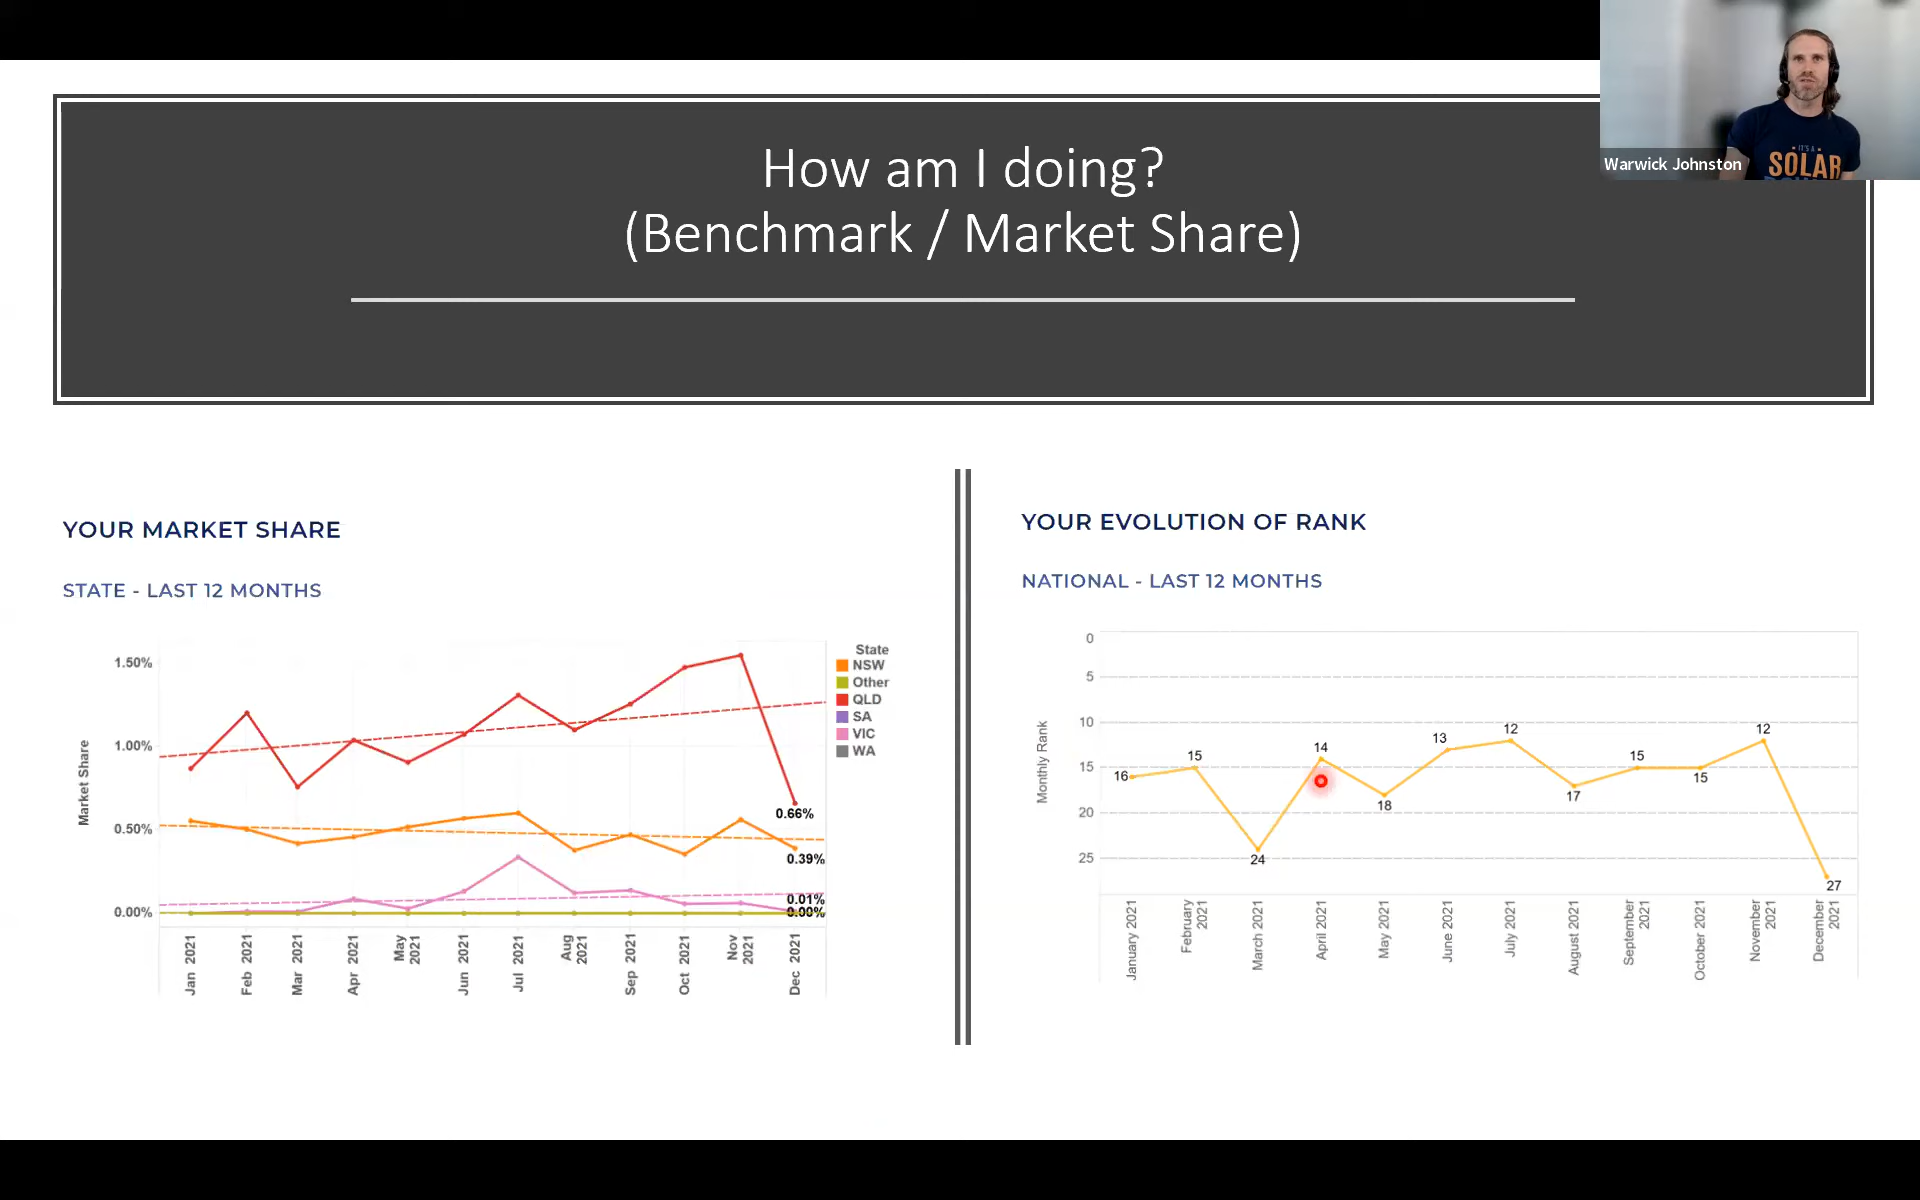 How am I doing?
(Benchmark / Market Share)
• IT'S A •
SOLAR
Warwick Johnston
YOUR MARKET SHARE
STATE - LAST 12 MONTHS
Market Share
1.50%
1.00%
0.50%
0.00%
0.66%
0.39%
0.01%
0.00%
Jan 2021
Feb 2021
Mar 2021
Apr 2021
May 2021
Jun 2021
Jul 2021
Aug 2021
Sep 2021
Oct 2021
Nov 2021
Dec 2021
State
NSW
Other
QLD
SA
VIC
WA
YOUR EVOLUTION OF RANK
NATIONAL - LAST 12 MONTHS
Monthly Rank
0
5
10
15
20
25
16
15
24
14
18
13
12
17
15
15
12
27
January 2021
February 2021
March 2021
April 2021
May 2021
June 2021
July 2021
August 2021
September 2021
October 2021
November 2021
December 2021